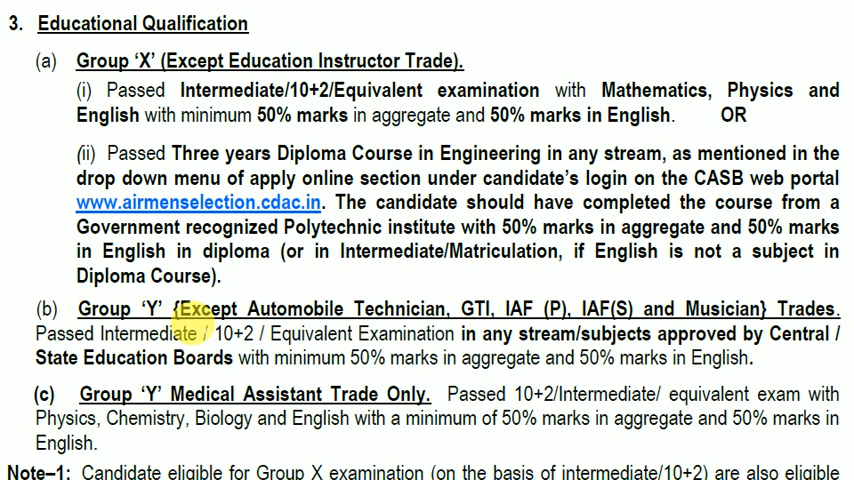 3. Educational Qualification
(a) Group ‘X’ (Except Education Instructor Trade).
(i) Passed Intermediate/10+2/Equivalent examination with Mathematics, Physics and
English with minimum 50% marks in aggregate and 50% marks in English. OR
(ii) Passed Three years Diploma Course in Engineering in any stream, as mentioned in the
drop down menu of apply online section under candidate’s login on the CASB web portal
www.airmenselection.cdac.in. The candidate should have completed the course from a
Government recognized Polytechnic institute with 50% marks in aggregate and 50% marks
in English in diploma (or in Intermediate/Matriculation, if English is not a subject in
Diploma Course).
(b) Group ‘Y’ {Except Automobile Technician, GTI, IAF (P), IAF(S) and Musician} Trades.
Passed Intermediate / 10+2 / Equivalent Examination in any stream/subjects approved by Central /
State Education Boards with minimum 50% marks in aggregate and 50% marks in English.
(c) Group ‘Y’ Medical Assistant Trade Only. Passed 10+2/Intermediate/ equivalent exam with
Physics, Chemistry, Biology and English with a minimum of 50% marks in aggregate and 50% marks in
English.
Note–1: Candidate eligible for Group X examination (on the basis of intermediate/10+2) are also eligible